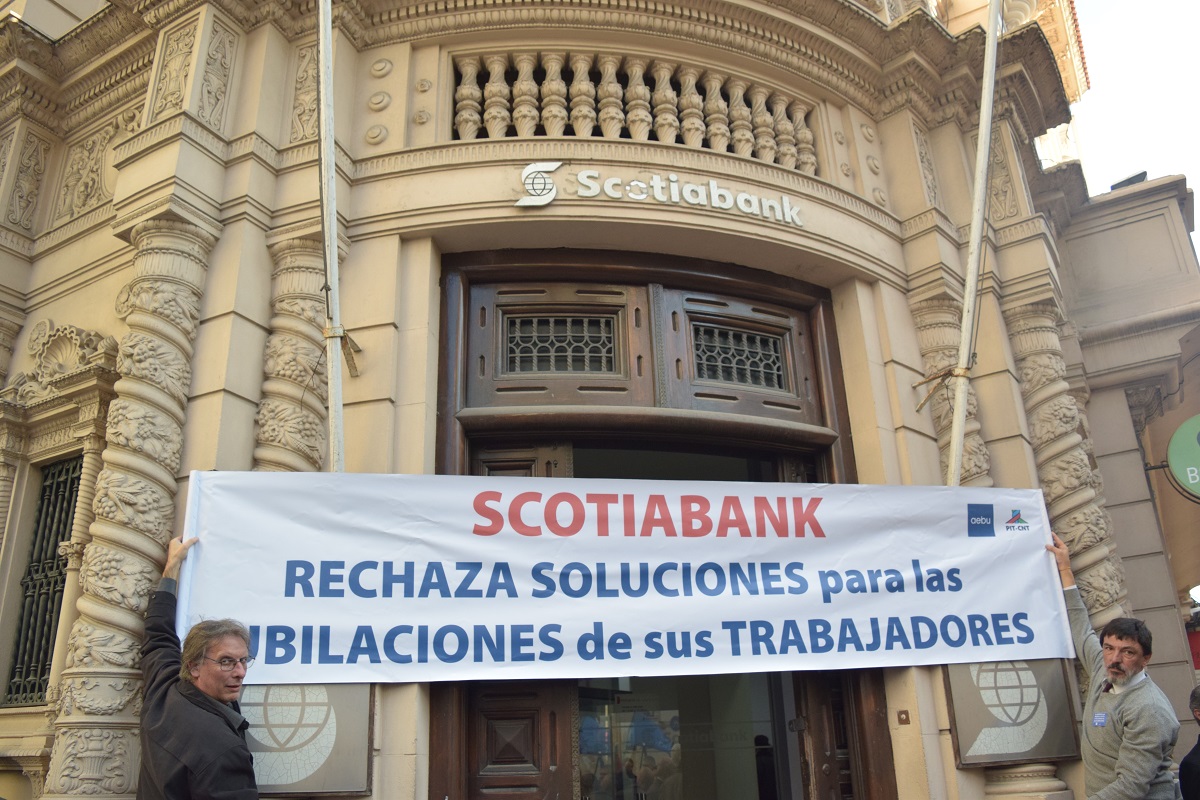 Scotiabank
SCOTIABANK
aebu
PIT-CNT
RECHAZA SOLUCIONES para las
UBILACIONES de sus TRABAJADORES
B